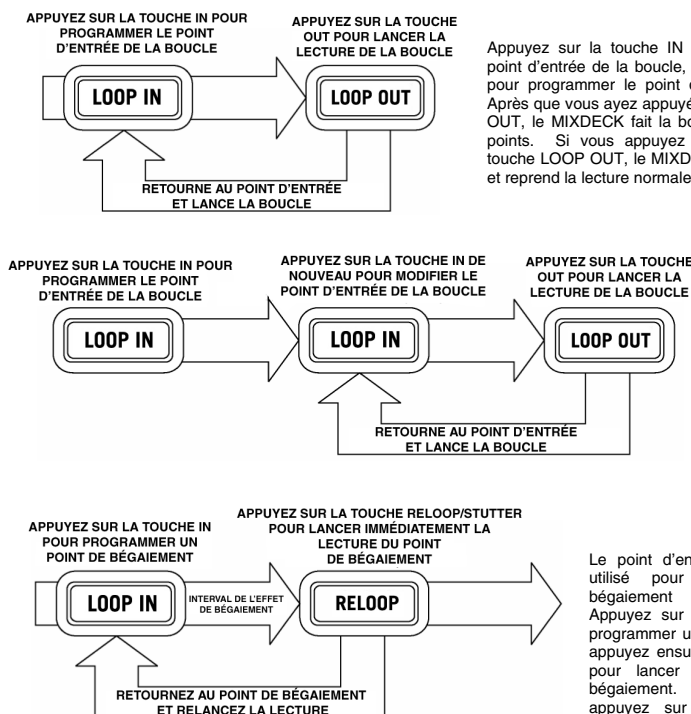 APPUYEZ SUR LA TOUCHE IN POUR
PROGRAMMER LE POINT
D'ENTRÉE DE LA BOUCLE
APPUYEZ SUR LA TOUCHE
OUT POUR LANCER LA
LECTURE DE LA BOUCLE
LOOP IN
LOOP OUT
RETOURNE AU POINT D'ENTRÉE
ET LANCE LA BOUCLE
Appuyez sur la touche IN
point d'entrée de la boucle,
pour programmer le point
Après que vous ayez appuyé
OUT, le MIXDECK fait la
points. Si vous appuyez
touche LOOP OUT, le
et reprend la lecture normale
APPUYEZ SUR LA TOUCHE IN POUR
PROGRAMMER LE POINT
D'ENTRÉE DE LA BOUCLE
APPUYEZ SUR LA TOUCHE IN DE
NOUVEAU POUR MODIFIER LE
POINT D'ENTRÉE DE LA BOUCLE
APPUYEZ SUR LA TOUCHE
OUT POUR LANCER LA
LECTURE DE LA BOUCLE
LOOP IN
LOOP IN
LOOP OUT
RETOURNE AU POINT D'ENTRÉE
ET LANCE LA BOUCLE
APPUYEZ SUR LA TOUCHE IN
POUR PROGRAMMER UN
POINT DE BÉGAIEMENT
APPUYEZ SUR LA TOUCHE RELOOP/STUTTER
POUR LANCER IMMÉDIATEMENT LA
LECTURE DU POINT
DE BÉGAIEMENT
LOOP IN
INTERVAL DE L'EFFET
DE BÉGAIEMENT
RELOOP
RETOURNEZ AU POINT DE BÉGAIEMENT
ET RELANCEZ LA LECTURE
Le point
utilisé pour
bégaiement
Appuyez sur
programmer
appuyez
pour lancer
bégaiement.
appuyez sur